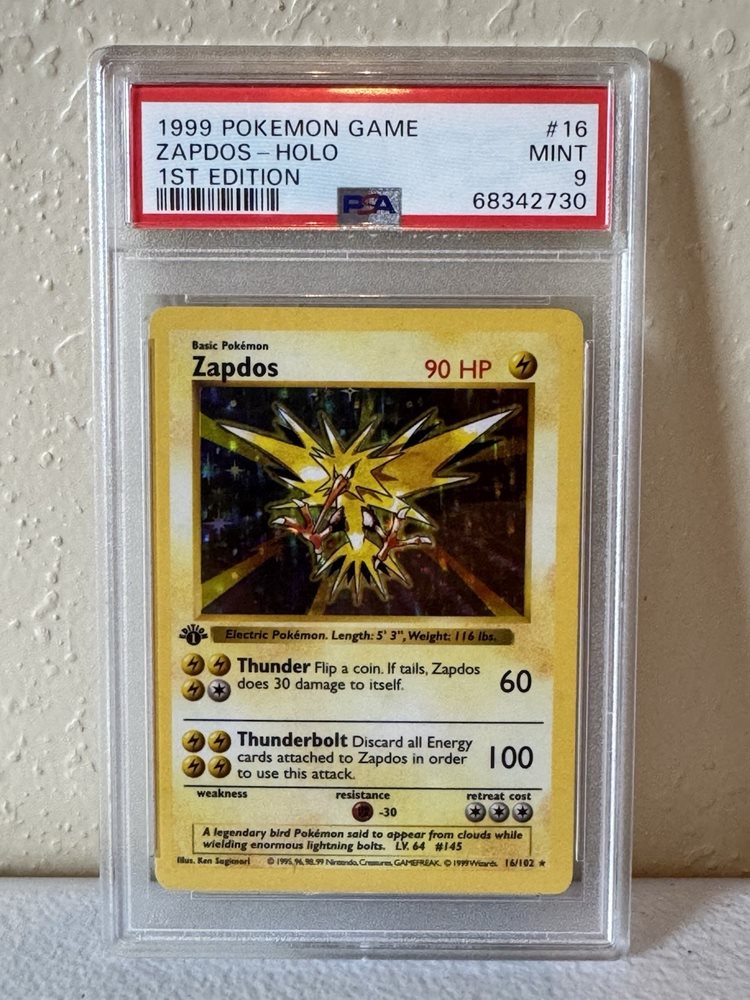 1999 POKEMON GAME #16
ZAPDOS - HOLO MINT
1ST EDITION 9
PSA 68342730
Basic Pokémon
Zapdos 90 HP
EDITION 1
Electric Pokémon. Length: 5' 3", Weight: 116 lbs.
Thunder Flip a coin. If tails, Zapdos
does 30 damage to itself. 60
Thunderbolt Discard all Energy
cards attached to Zapdos in order
to use this attack. 100
weakness resistance retreat cost
-30
A legendary bird Pokémon said to appear from clouds while
wielding enormous lightning bolts. LV. 64 #145
Illus. Ken Sugimori © 1995, 96, 98, 99 Nintendo, Creatures, GAMEFREAK. © 1999 Wizards. 16/102 ★